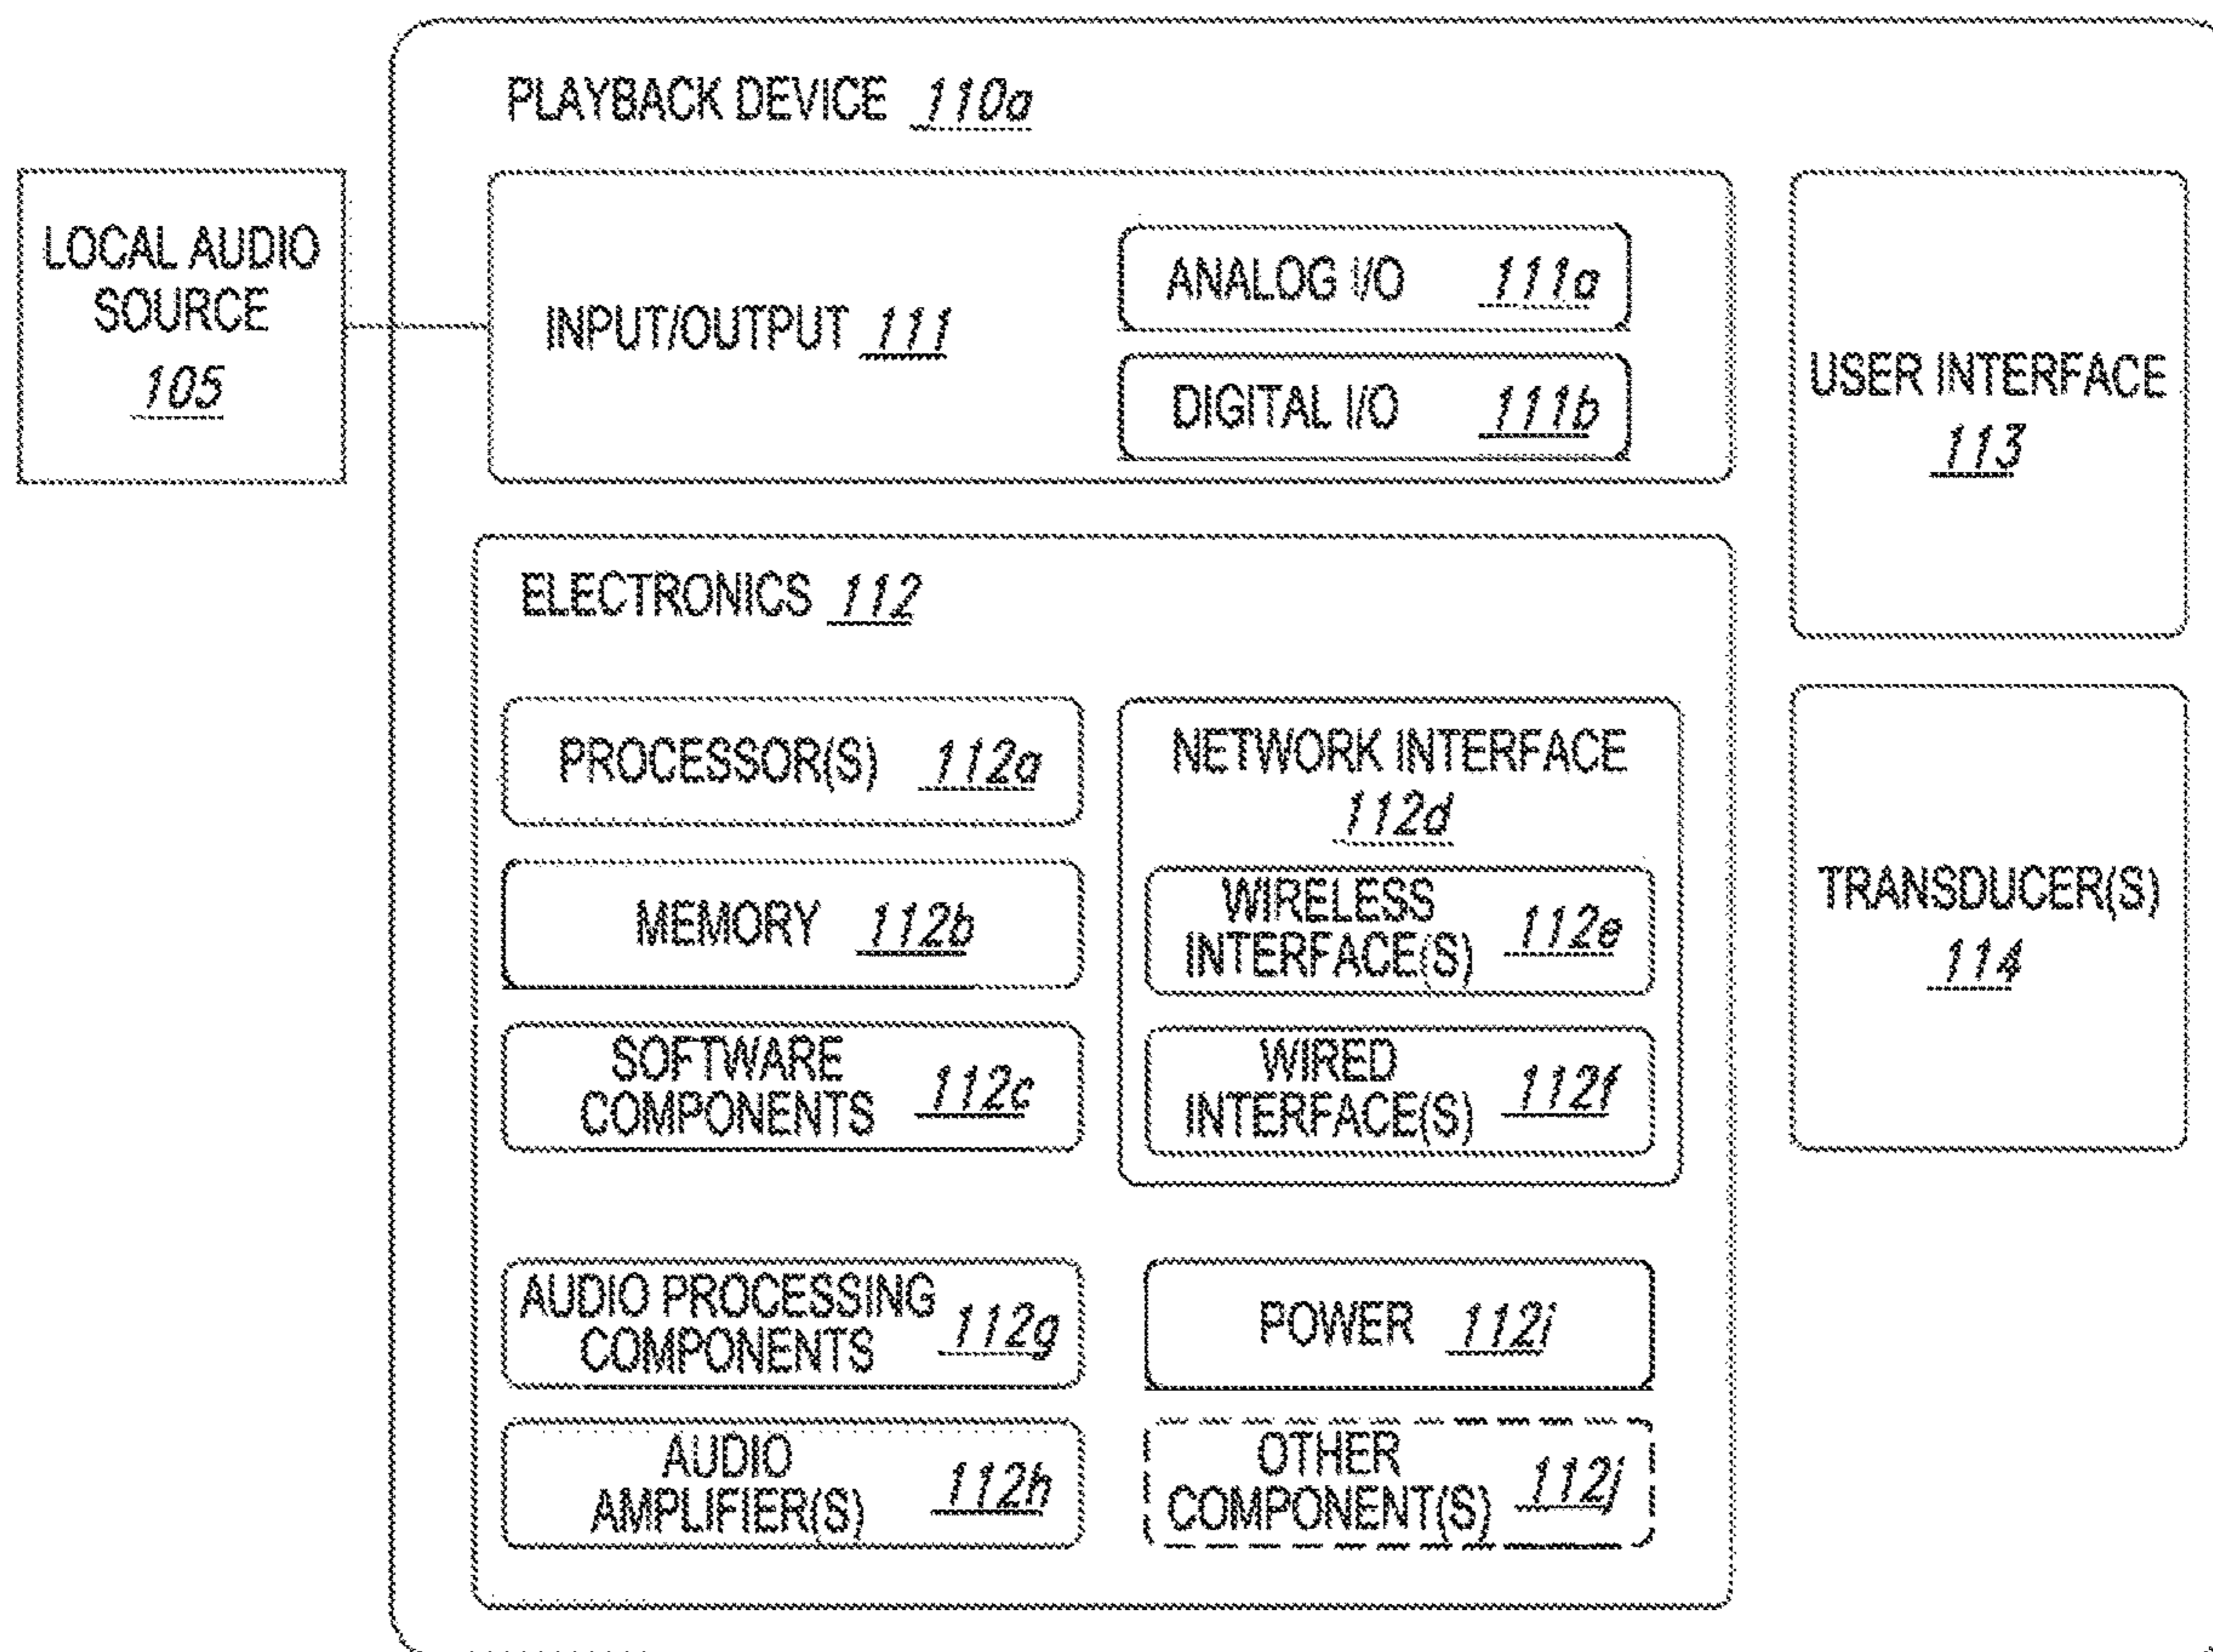 PLAYBACK DEVICE 110a
LOCAL AUDIO
SOURCE
105
INPUT/OUTPUT 111
ANALOG I/O 111a
DIGITAL I/O 111b
USER INTERFACE
113
ELECTRONICS 112
PROCESSOR(S) 112a
MEMORY 112b
SOFTWARE
COMPONENTS 112c
NETWORK INTERFACE
112d
WIRELESS
INTERFACE(S) 112e
WIRED
INTERFACE(S) 112f
TRANSDUCER(S)
114
AUDIO PROCESSING
COMPONENTS 112g
POWER 112i
AUDIO
AMPLIFIER(S) 112h
OTHER
COMPONENT(S) 112j